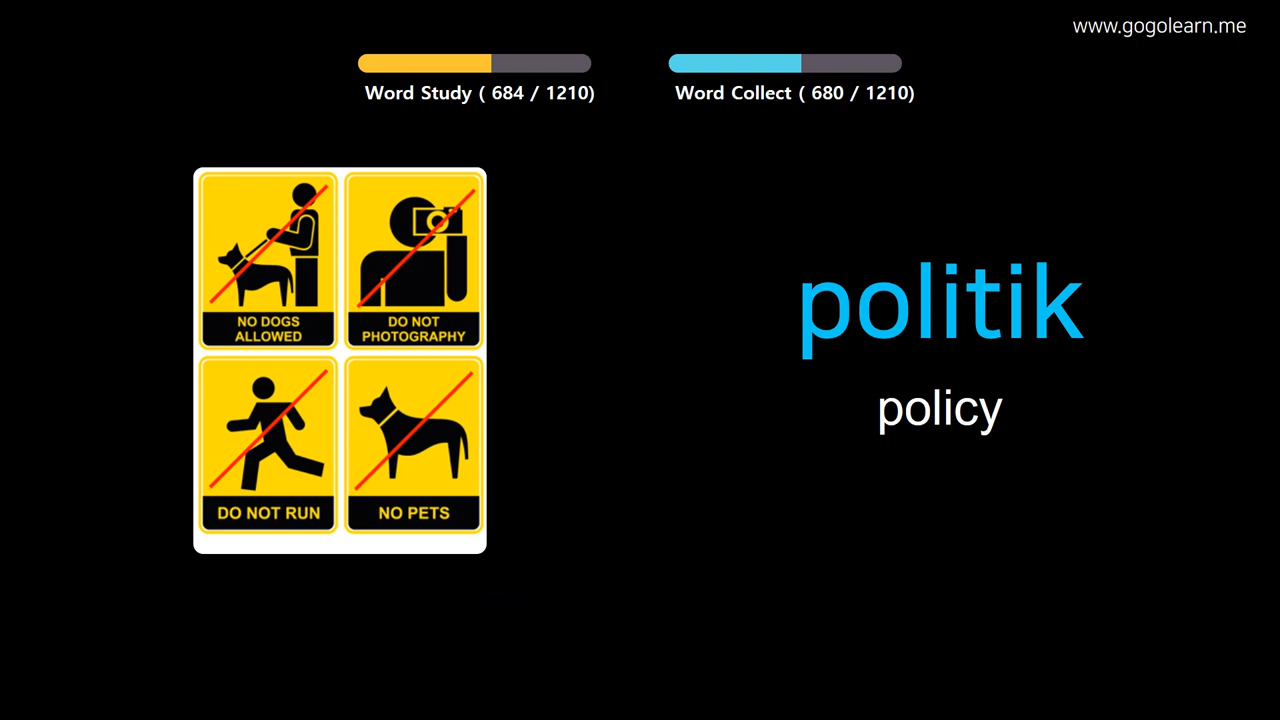 www.gogolearn.me
Word Study ( 684 / 1210)
Word Collect ( 680 / 1210)
NO DOGS
ALLOWED
DO NOT
PHOTOGRAPHY
DO NOT RUN
NO PETS
politik
policy